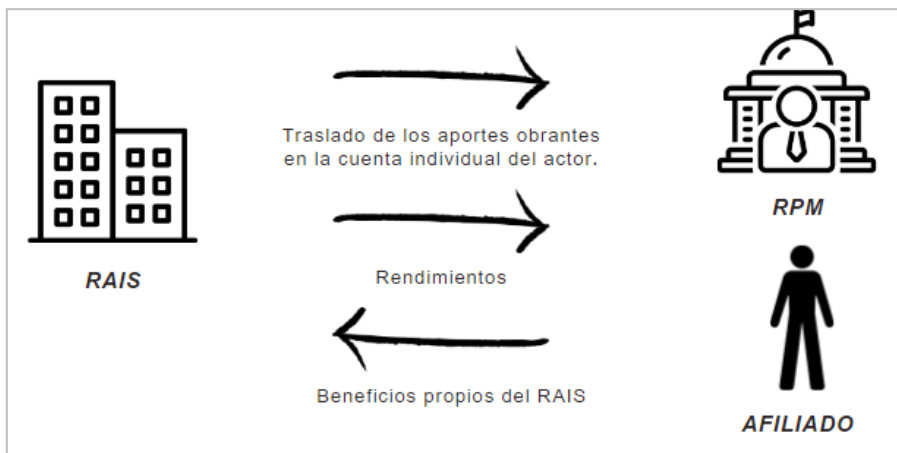 Traslado de los aportes obrantes
en la cuenta individual del actor.
RPM
RAIS
Rendimientos
Beneficios propios del RAIS
AFILIADO